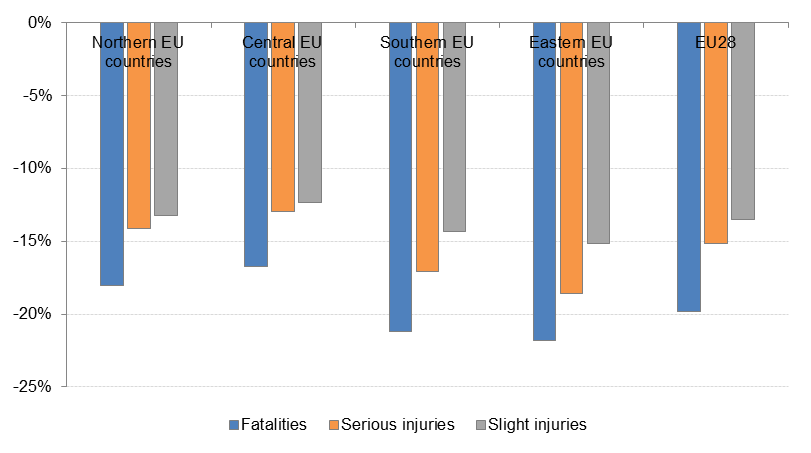 0%
Northern EU countries
Central EU countries
Southern EU countries
Eastern EU countries
EU28
-5%
-10%
-15%
-20%
-25%
Fatalities
Serious injuries
Slight injuries